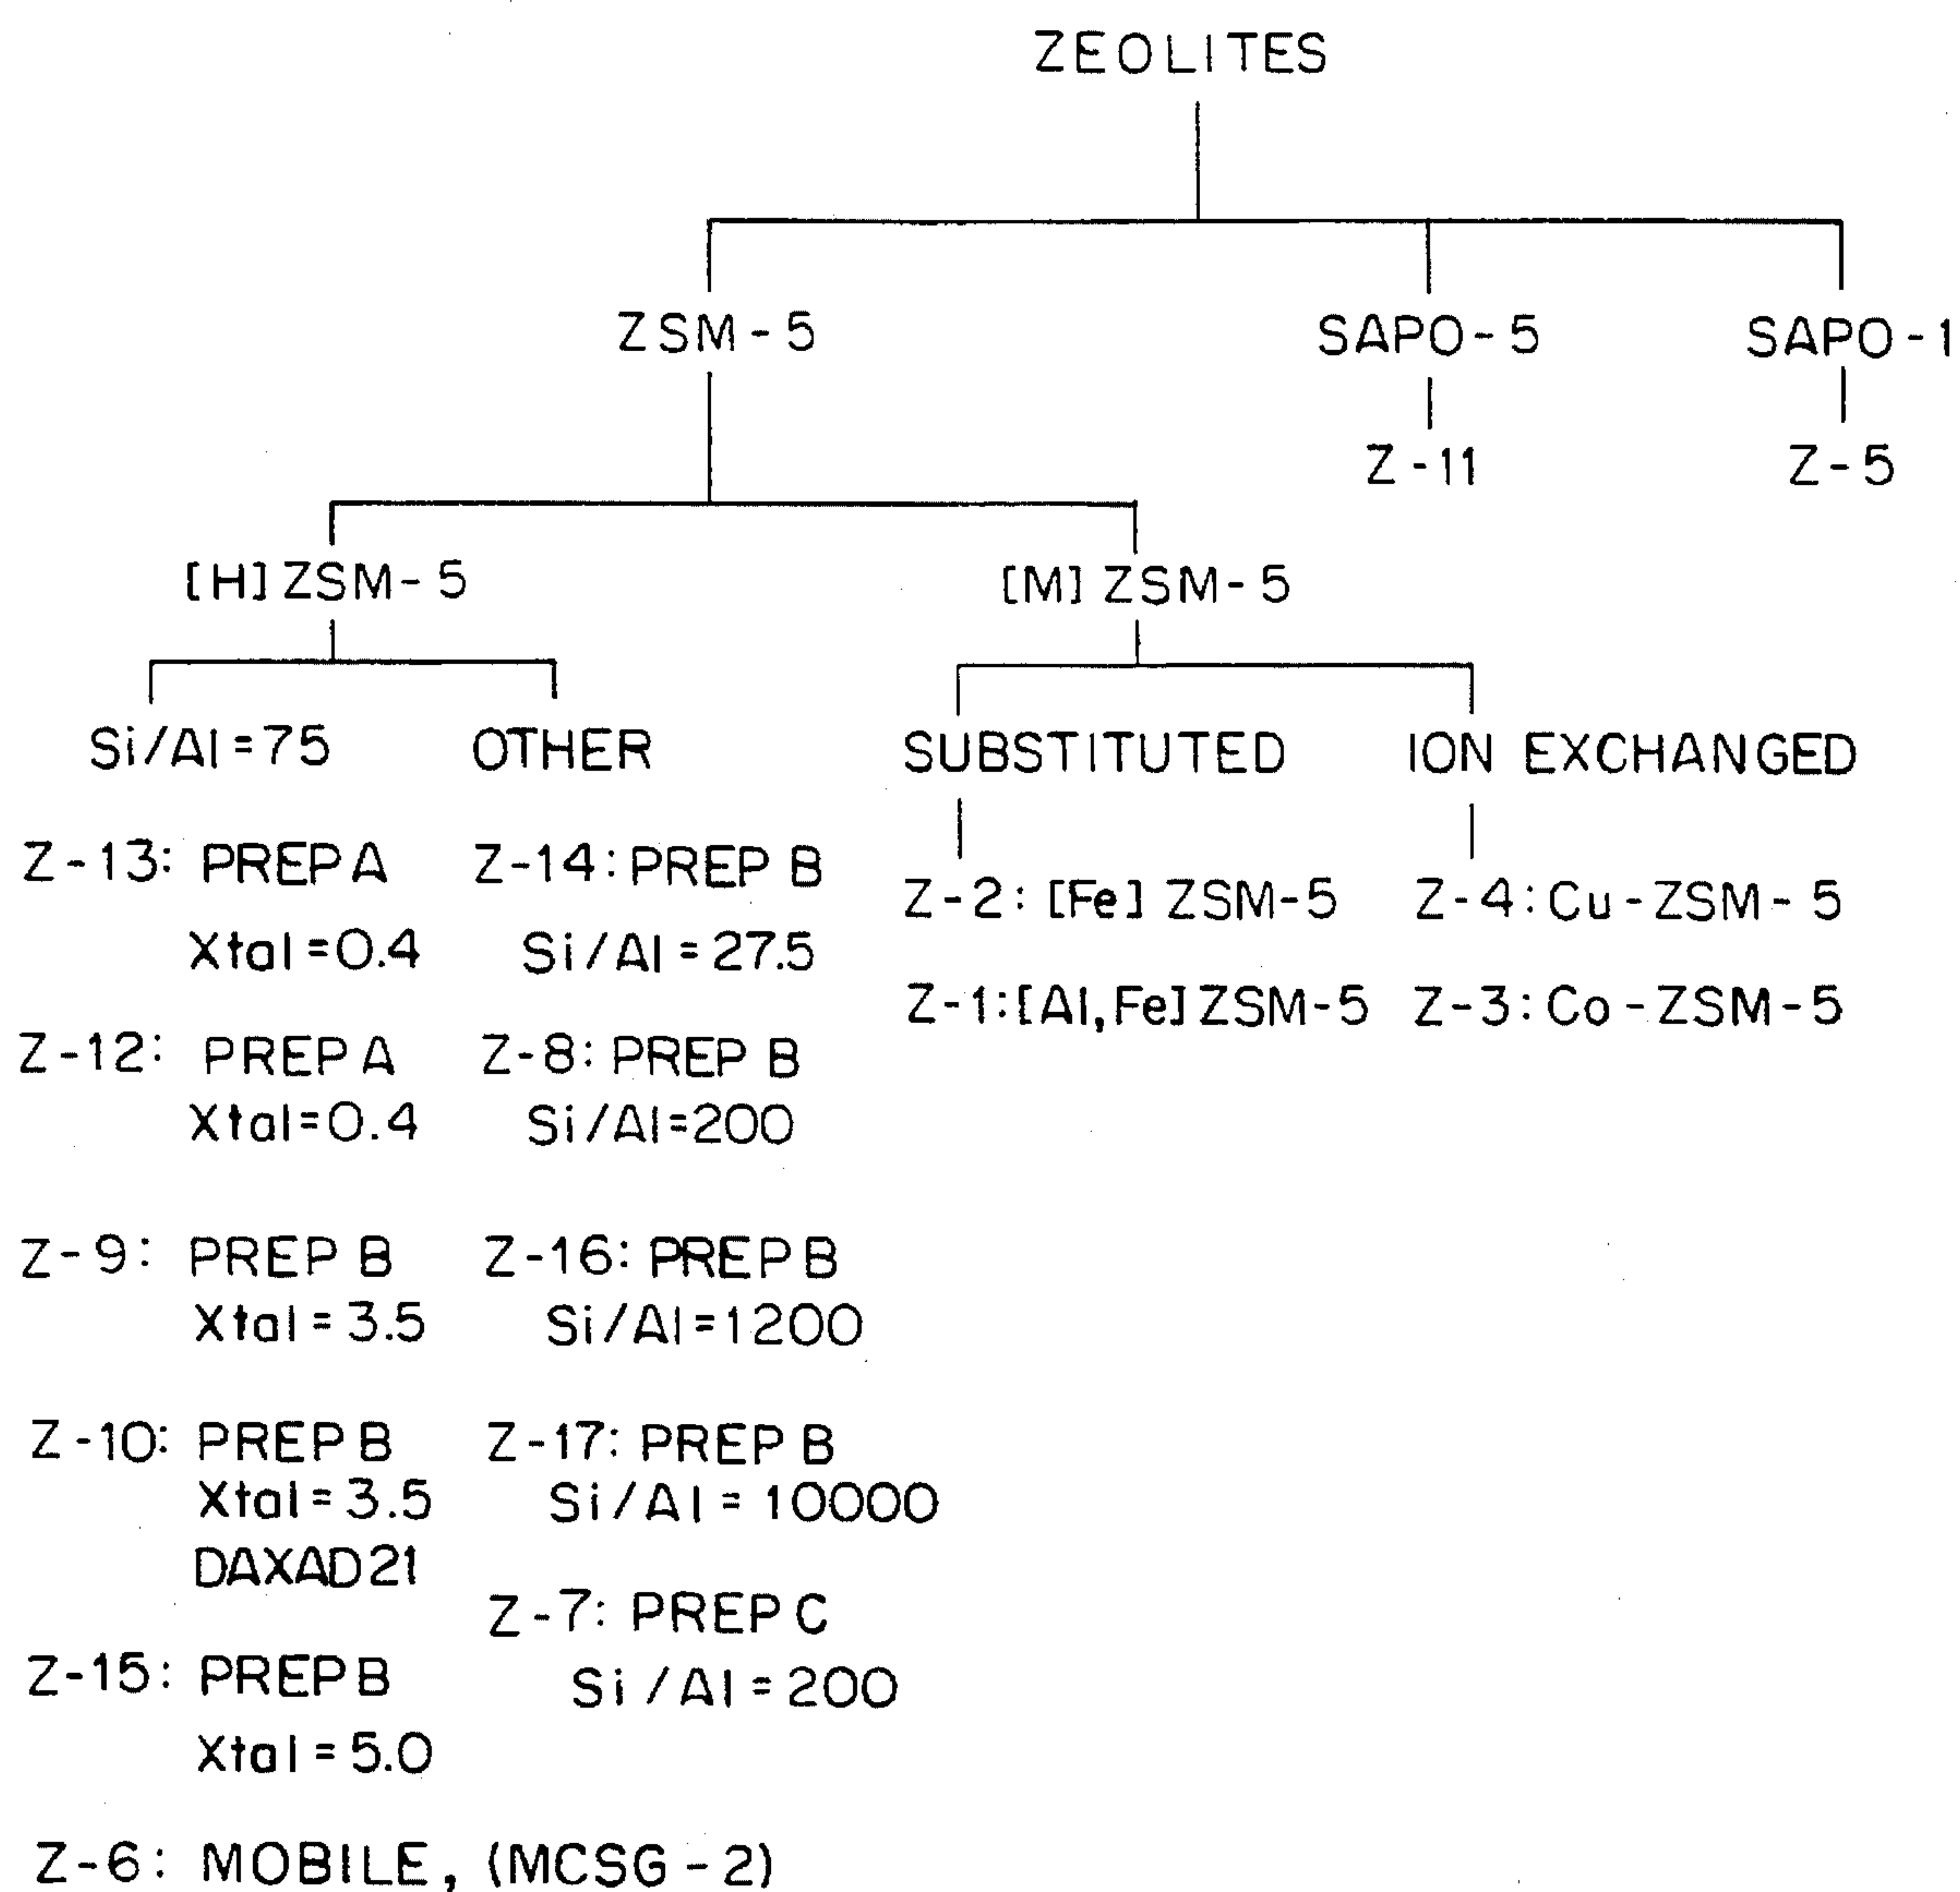 ZEOLITES
ZSM-5
SAPO-5
SAPO-1
Z-11
Z-5
[H] ZSM-5
[M] ZSM-5
Si/Al=75
OTHER
SUBSTITUTED
ION EXCHANGED
Z-13: PREP A
Xtal=0.4
Z-12: PREP A
Xtal=0.4
Z-9: PREP B
Xtal=3.5
Z-10: PREP B
Xtal=3.5
DAXAD21
Z-15: PREP B
Xtal=5.0
Z-6: MOBILE, (MCSG-2)
Z-14: PREP B
Si/Al=27.5
Z-8: PREP B
Si/Al=200
Z-16: PREP B
Si/Al=1200
Z-17: PREP B
Si/Al=10000
Z-7: PREP C
Si/Al=200
Z-2: [Fe] ZSM-5
Z-1: [Al,Fe] ZSM-5
Z-4: Cu-ZSM-5
Z-3: Co-ZSM-5